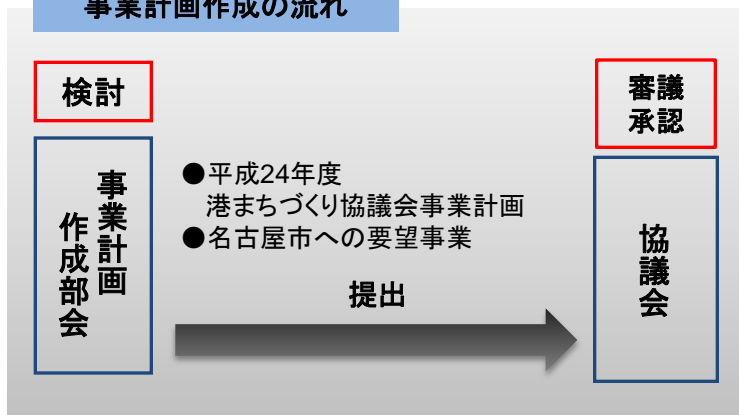 事業計画作成の流れ
検討
事業計画
作成部会
●平成24年度
港まちづくり協議会事業計画
●名古屋市への要望事業
提出
審議
承認
協議会